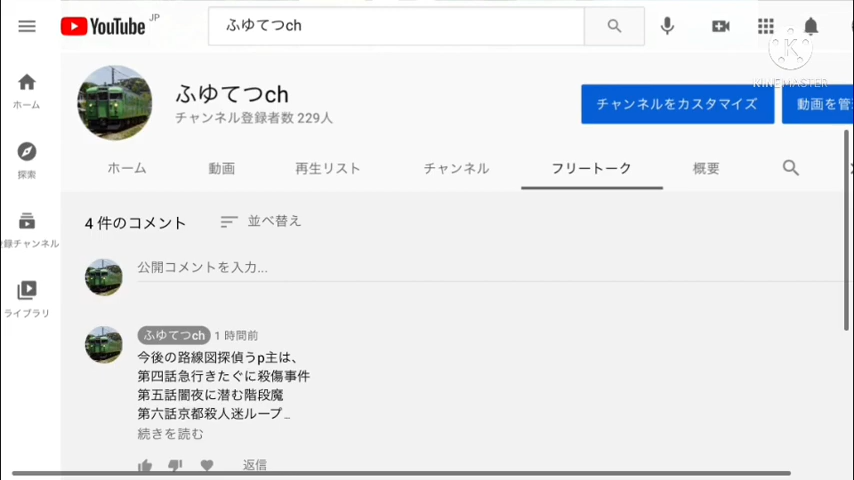 YouTube JP
ふゆてつch
KINEMASTER
ふゆてつch
チャンネル登録者数 229人
チャンネルをカスタマイズ
動画を管
ホーム
動画
再生リスト
チャンネル
フリートーク
概要
ホーム
探索
登録チャンネル
ライブラリ
4 件のコメント
並べ替え
公開コメントを入力...
ふゆてつch 1 時間前
今後の路線図探偵うp主は、
第四話急行きたぐに殺傷事件
第五話闇夜に潜む階段魔
第六話京都殺人迷ループ_
続きを読む
返信